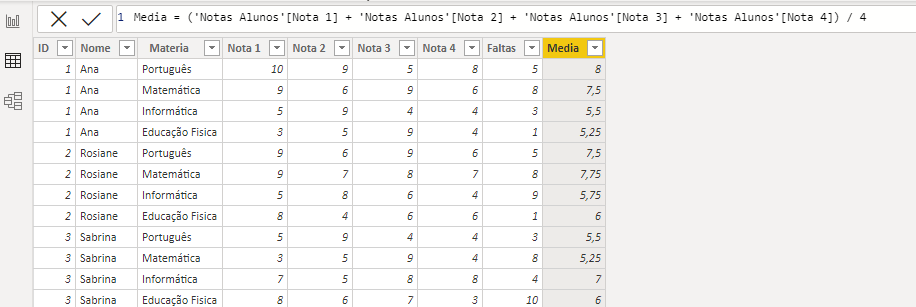 1 Media = ('Notas Alunos'[Nota 1] + 'Notas Alunos'[Nota 2] + 'Notas Alunos'[Nota 3] + 'Notas Alunos'[Nota 4]) / 4
ID Nome Materia Nota 1 Nota 2 Nota 3 Nota 4 Faltas Media
1 Ana Português 10 9 5 8 5 8
1 Ana Matemática 9 6 9 6 8 7,5
1 Ana Informática 5 9 4 4 3 5,5
1 Ana Educação Fisica 3 5 9 4 1 5,25
2 Rosiane Português 9 6 9 6 5 7,5
2 Rosiane Matemática 9 7 8 7 8 7,75
2 Rosiane Informática 5 8 6 4 9 5,75
2 Rosiane Educação Fisica 8 4 6 6 1 6
3 Sabrina Português 5 9 4 4 3 5,5
3 Sabrina Matemática 3 5 9 4 8 5,25
3 Sabrina Informática 7 5 8 8 4 7
3 Sabrina Educação Fisica 8 6 7 3 10 6